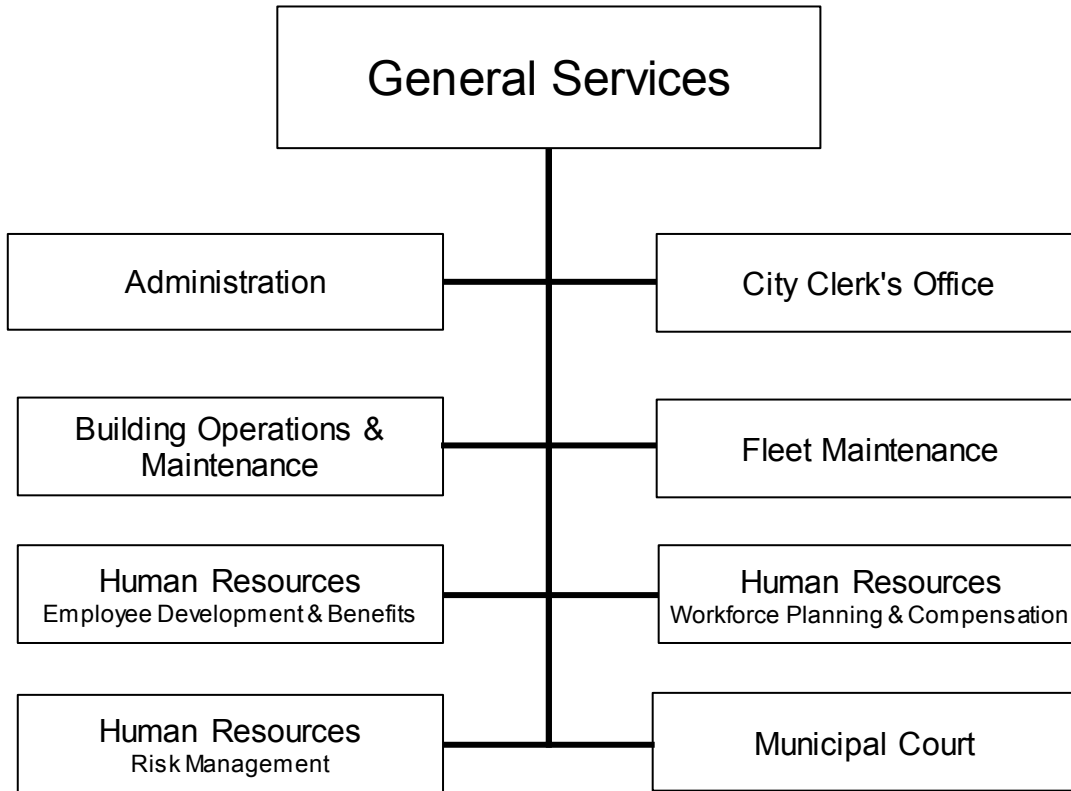 General Services
Administration
City Clerk's Office
Building Operations &
Maintenance
Fleet Maintenance
Human Resources
Employee Development & Benefits
Human Resources
Workforce Planning & Compensation
Human Resources
Risk Management
Municipal Court